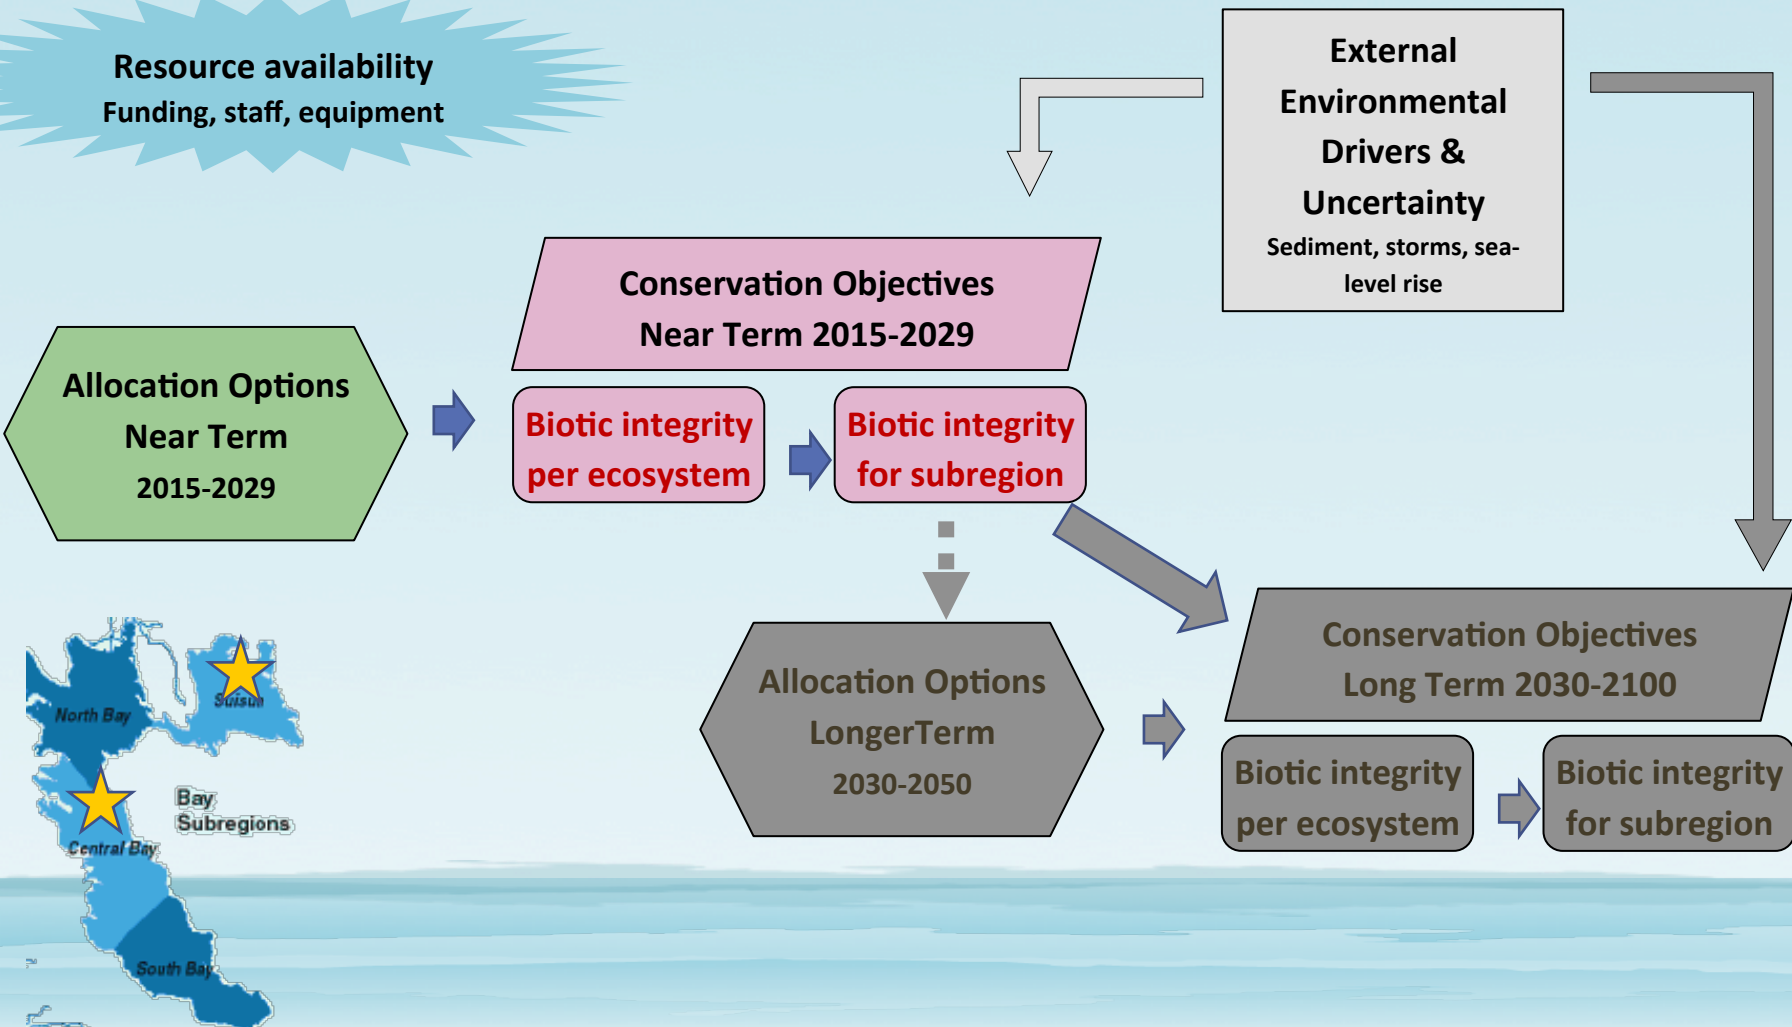 Resource availability
Funding, staff, equipment
External
Environmental
Drivers &
Uncertainty
Sediment, storms, sea-
level rise
Conservation Objectives
Near Term 2015-2029
Allocation Options
Near Term
2015-2029
Biotic integrity
per ecosystem
Biotic integrity
for subregion
Allocation Options
LongerTerm
2030-2050
Conservation Objectives
Long Term 2030-2100
Biotic integrity
per ecosystem
Biotic integrity
for subregion
North Bay
Suisun
Bay
Subregions
Central Bay
South Bay